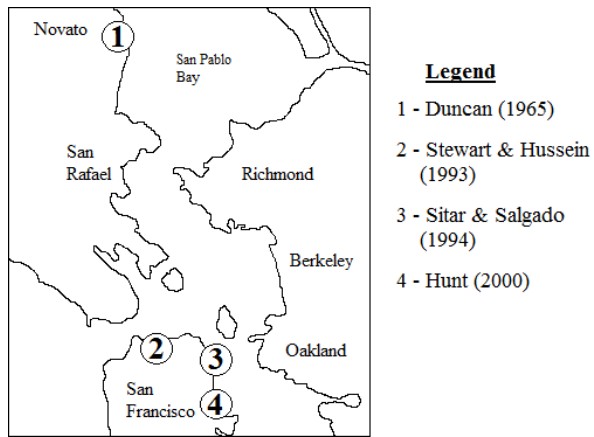 Novato
1
San Pablo
Bay
San
Rafael
Richmond
Berkeley
Oakland
2
3
San
Francisco
4
Legend
1 - Duncan (1965)
2 - Stewart & Hussein
(1993)
3 - Sitar & Salgado
(1994)
4 - Hunt (2000)